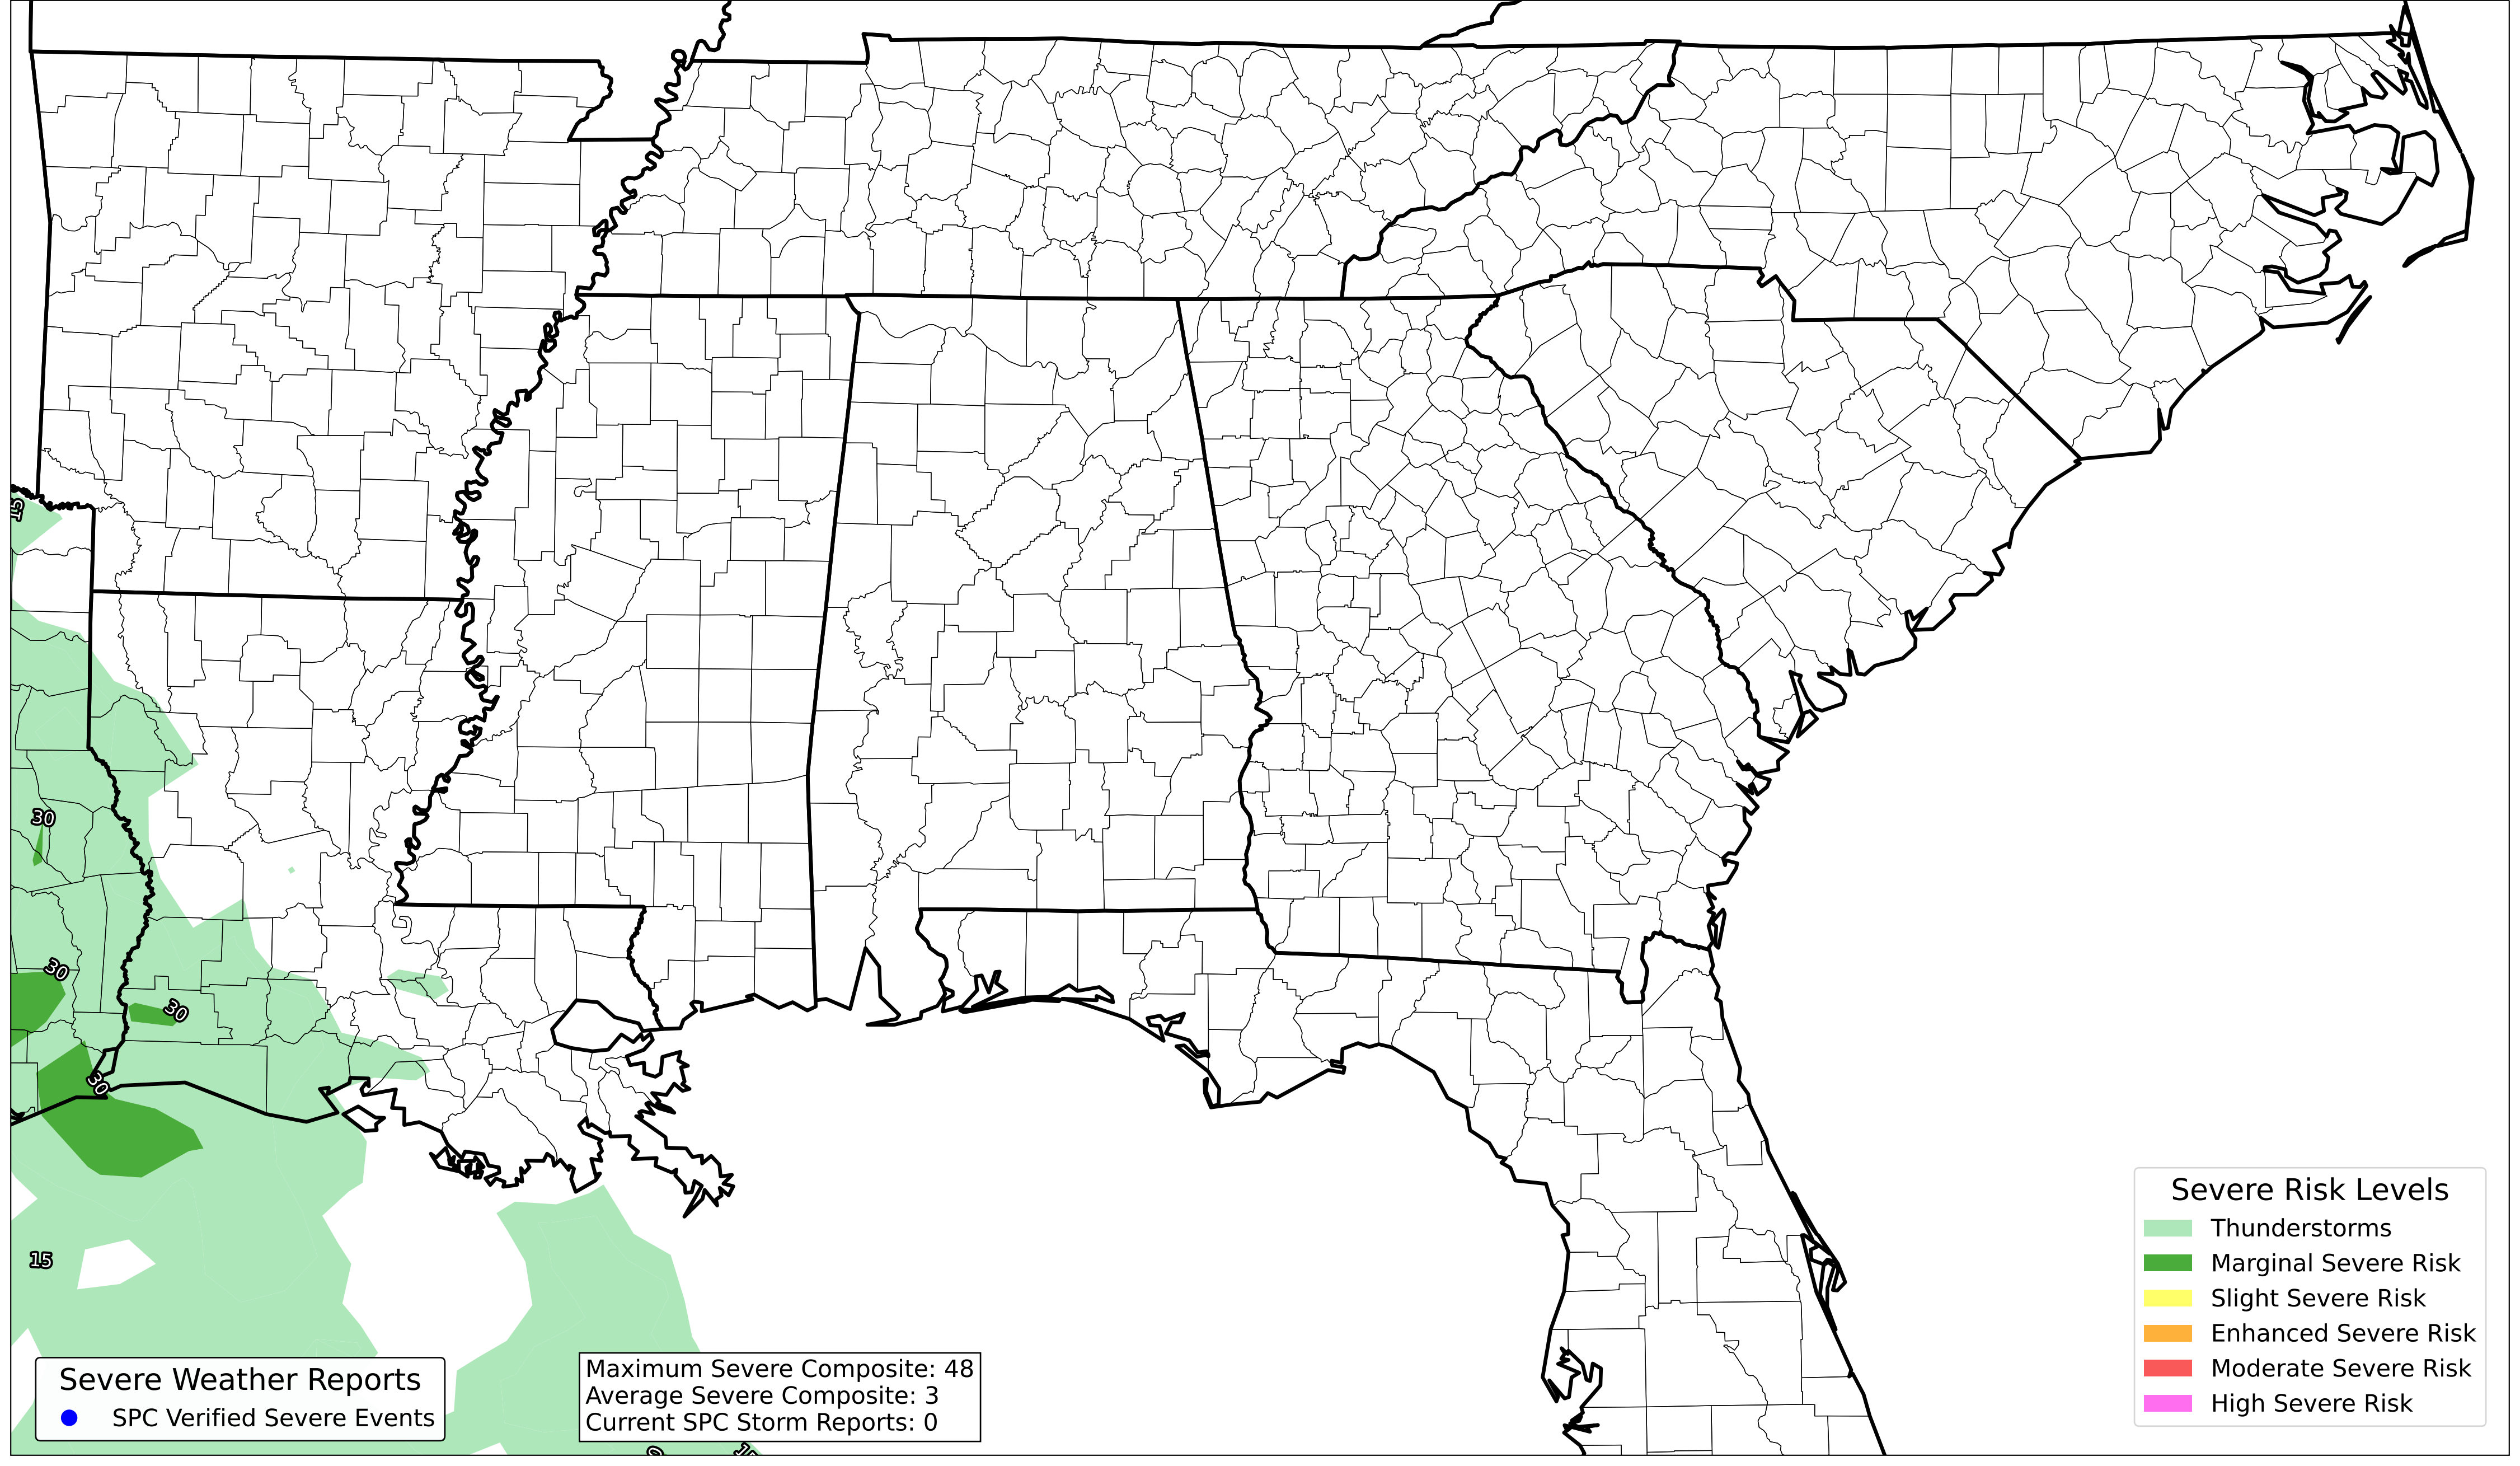 15
30
30
30
30
15
Severe Weather Reports
SPC Verified Severe Events
Maximum Severe Composite: 48
Average Severe Composite: 3
Current SPC Storm Reports: 0
Severe Risk Levels
Thunderstorms
Marginal Severe Risk
Slight Severe Risk
Enhanced Severe Risk
Moderate Severe Risk
High Severe Risk